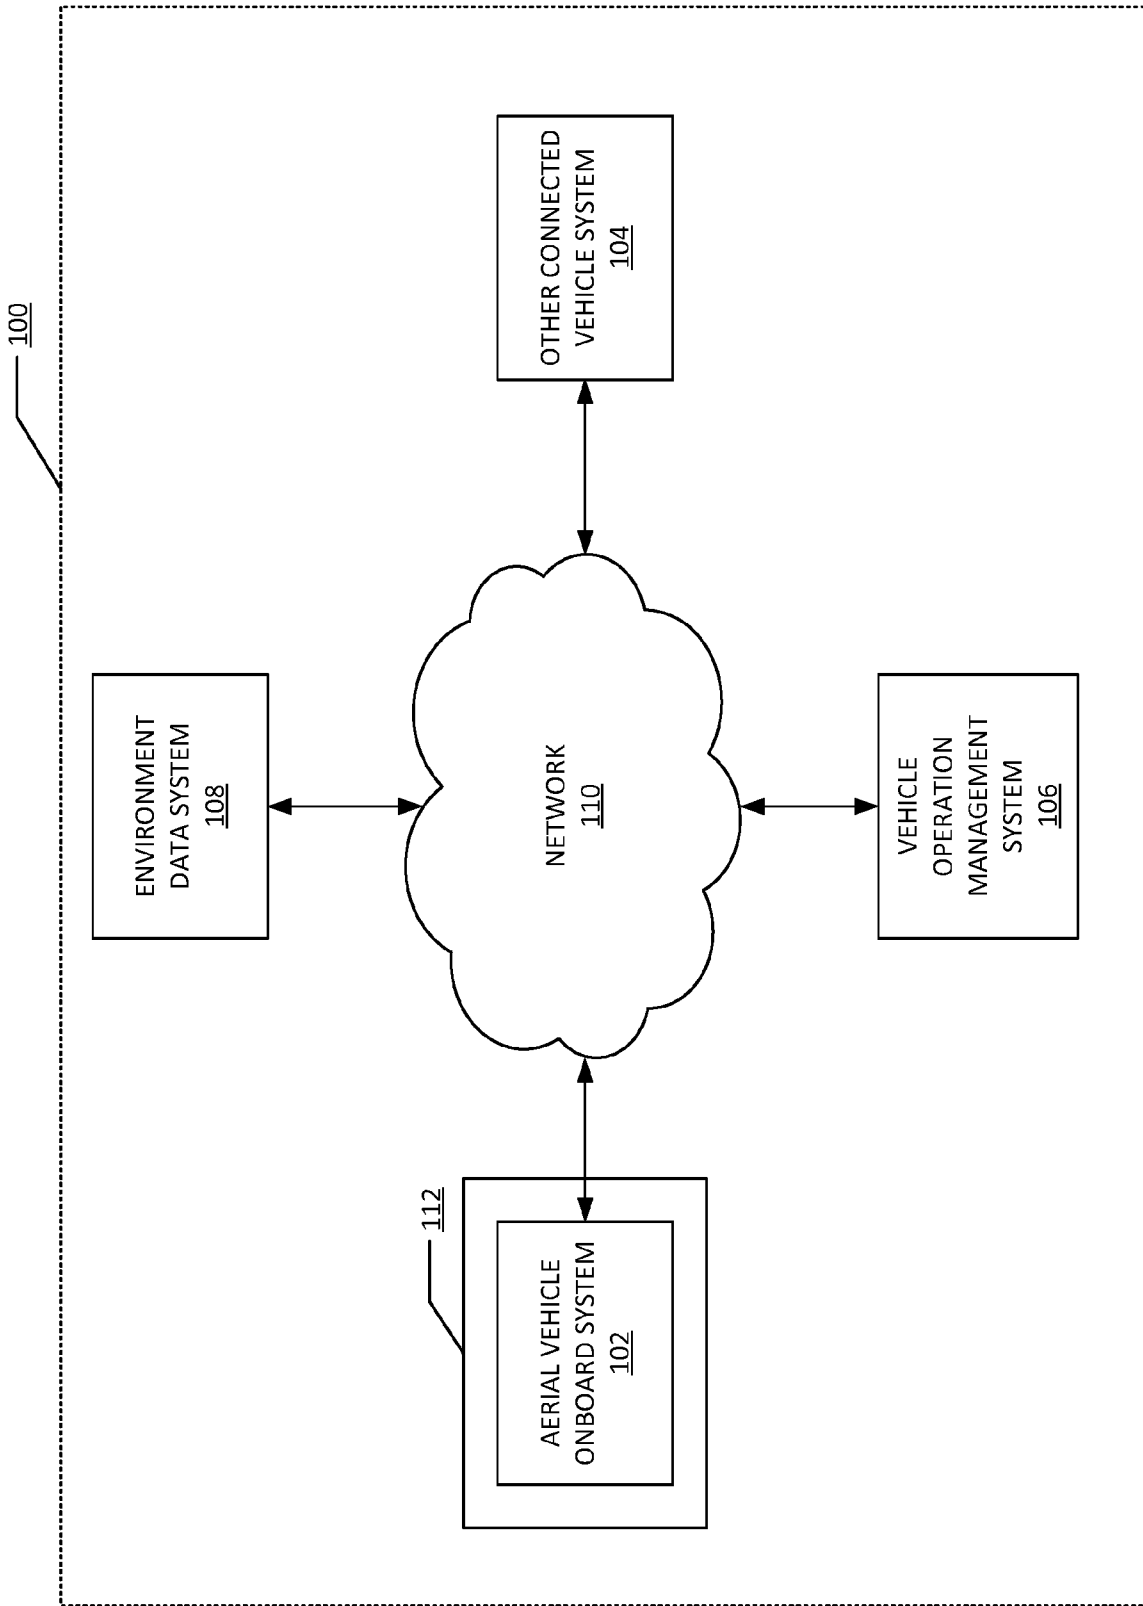 100
ENVIRONMENT
DATA SYSTEM
108
112
AERIAL VEHICLE
ONBOARD SYSTEM
102
NETWORK
110
OTHER CONNECTED
VEHICLE SYSTEM
104
VEHICLE
OPERATION
MANAGEMENT
SYSTEM
106